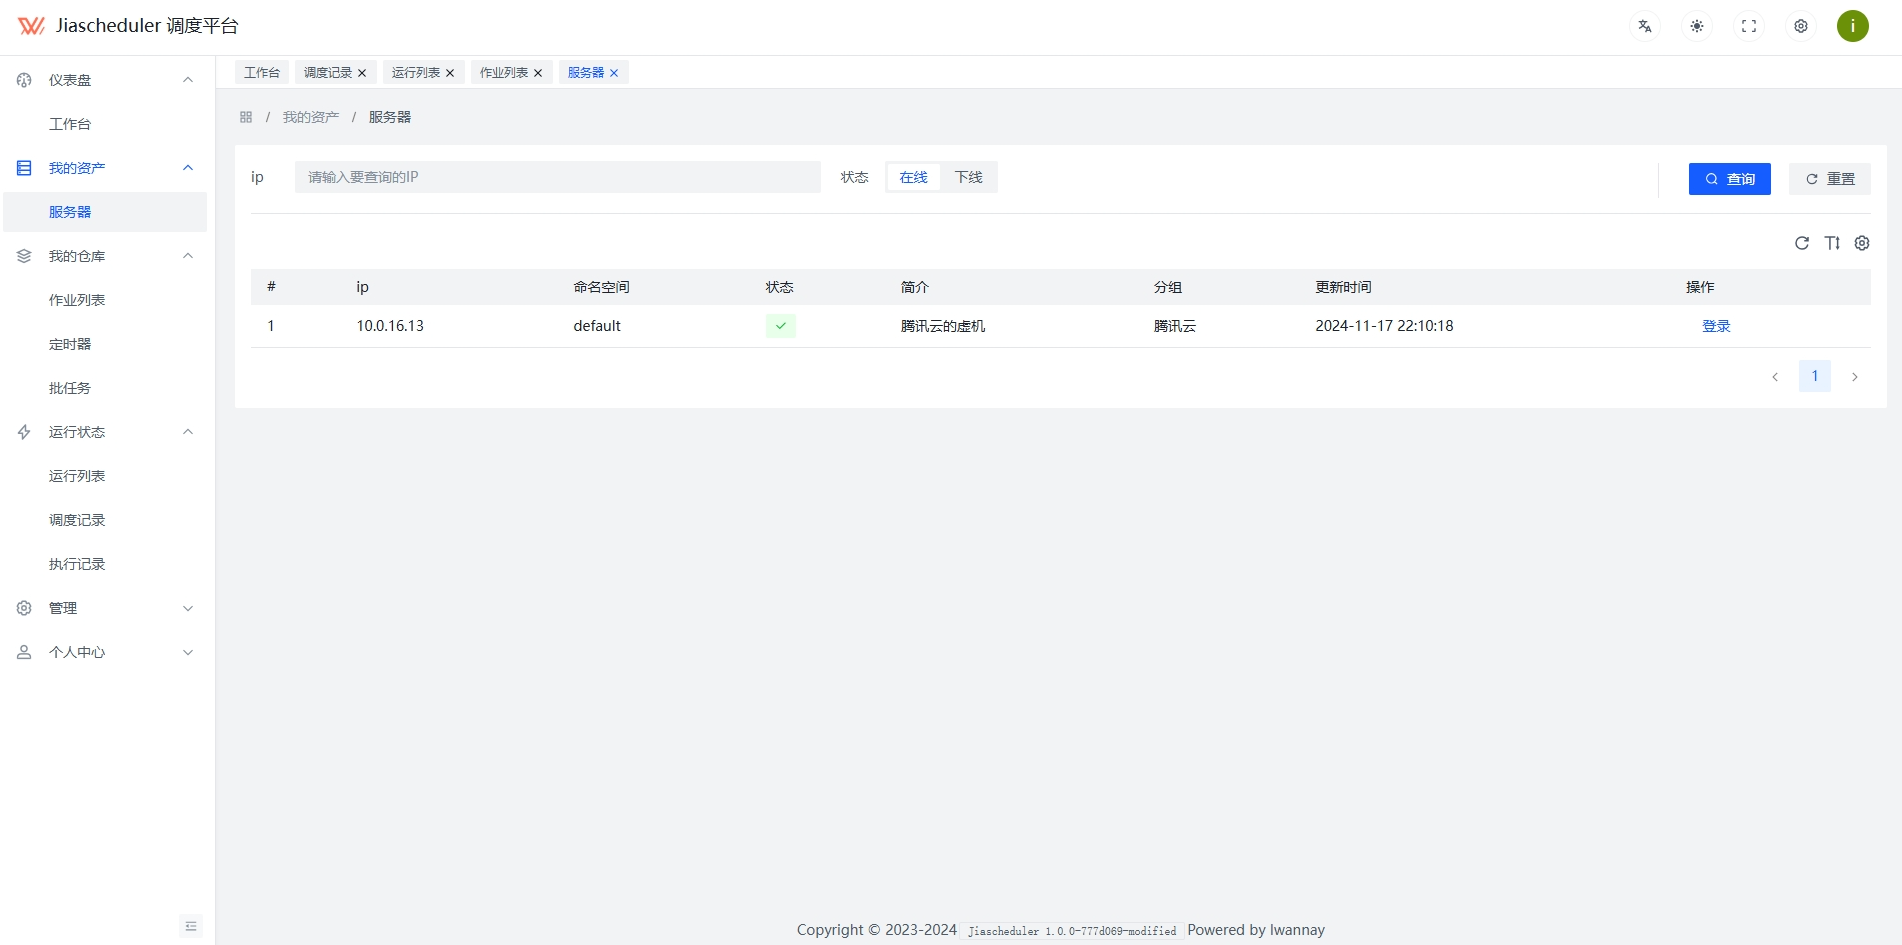 Jiascheduler 调度平台
i
仪表盘
工作台
我的资产
服务器
我的仓库
作业列表
定时器
批任务
运行状态
运行列表
调度记录
执行记录
管理
个人中心
工作台 调度记录 运行列表 作业列表 服务器
/ 我的资产 / 服务器
ip 请输入要查询的IP 状态 在线 下线 查询 重置
# ip 命名空间 状态 简介 分组 更新时间 操作
1 10.0.16.13 default 腾讯云的虚机 腾讯云 2024-11-17 22:10:18 登录
1
Copyright © 2023-2024 Jiascheduler 1.0.0-777d069-modified Powered by Iwannay